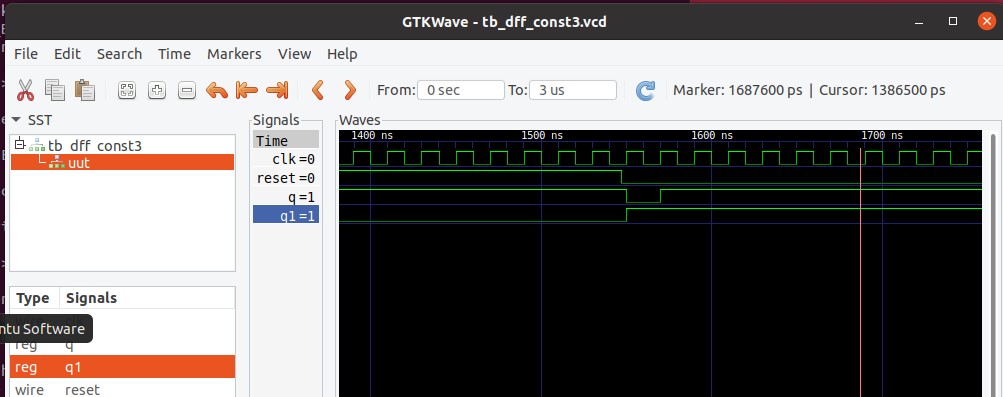 GTKWave - tb_dff_const3.vcd
File Edit Search Time Markers View Help
From: 0 sec To: 3 us Marker: 1687600 ps | Cursor: 1386500 ps
SST
tb_dff_const3
uut
Signals
Time
clk=0
reset=0
q=1
q1=1
Waves
1400 ns 1500 ns 1600 ns 1700 ns
Type Signals
ntu Software
reg q
reg q1
wire reset